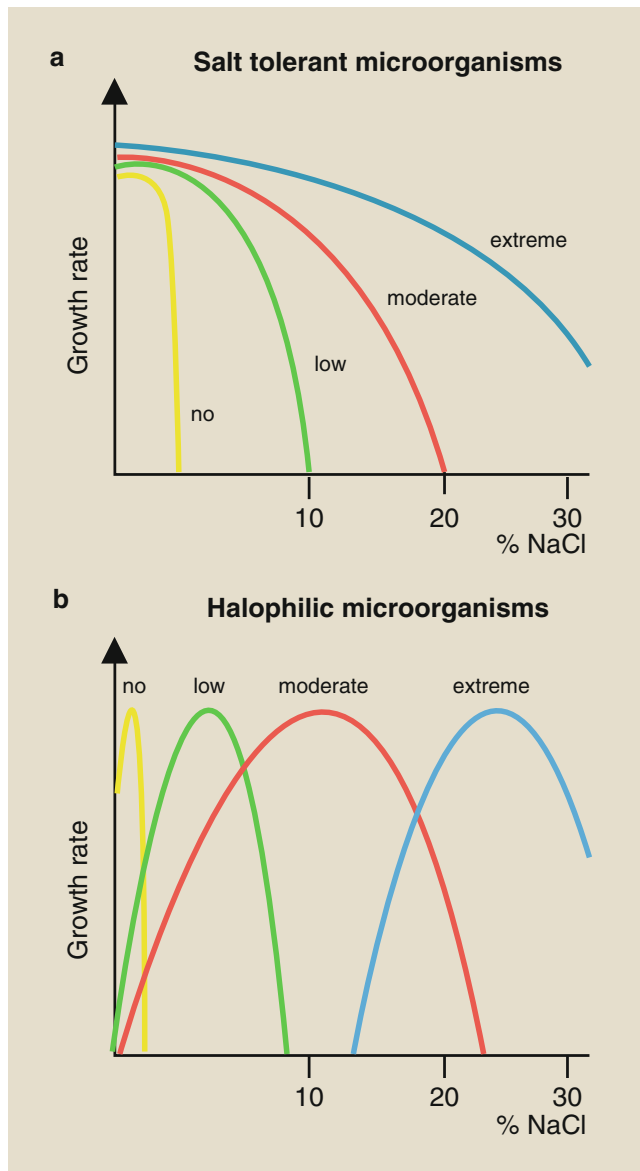 a
Salt tolerant microorganisms
Growth rate
extreme
moderate
low
no
10
20
30
% NaCl
b
Halophilic microorganisms
no
low
moderate
extreme
Growth rate
10
20
30
% NaCl